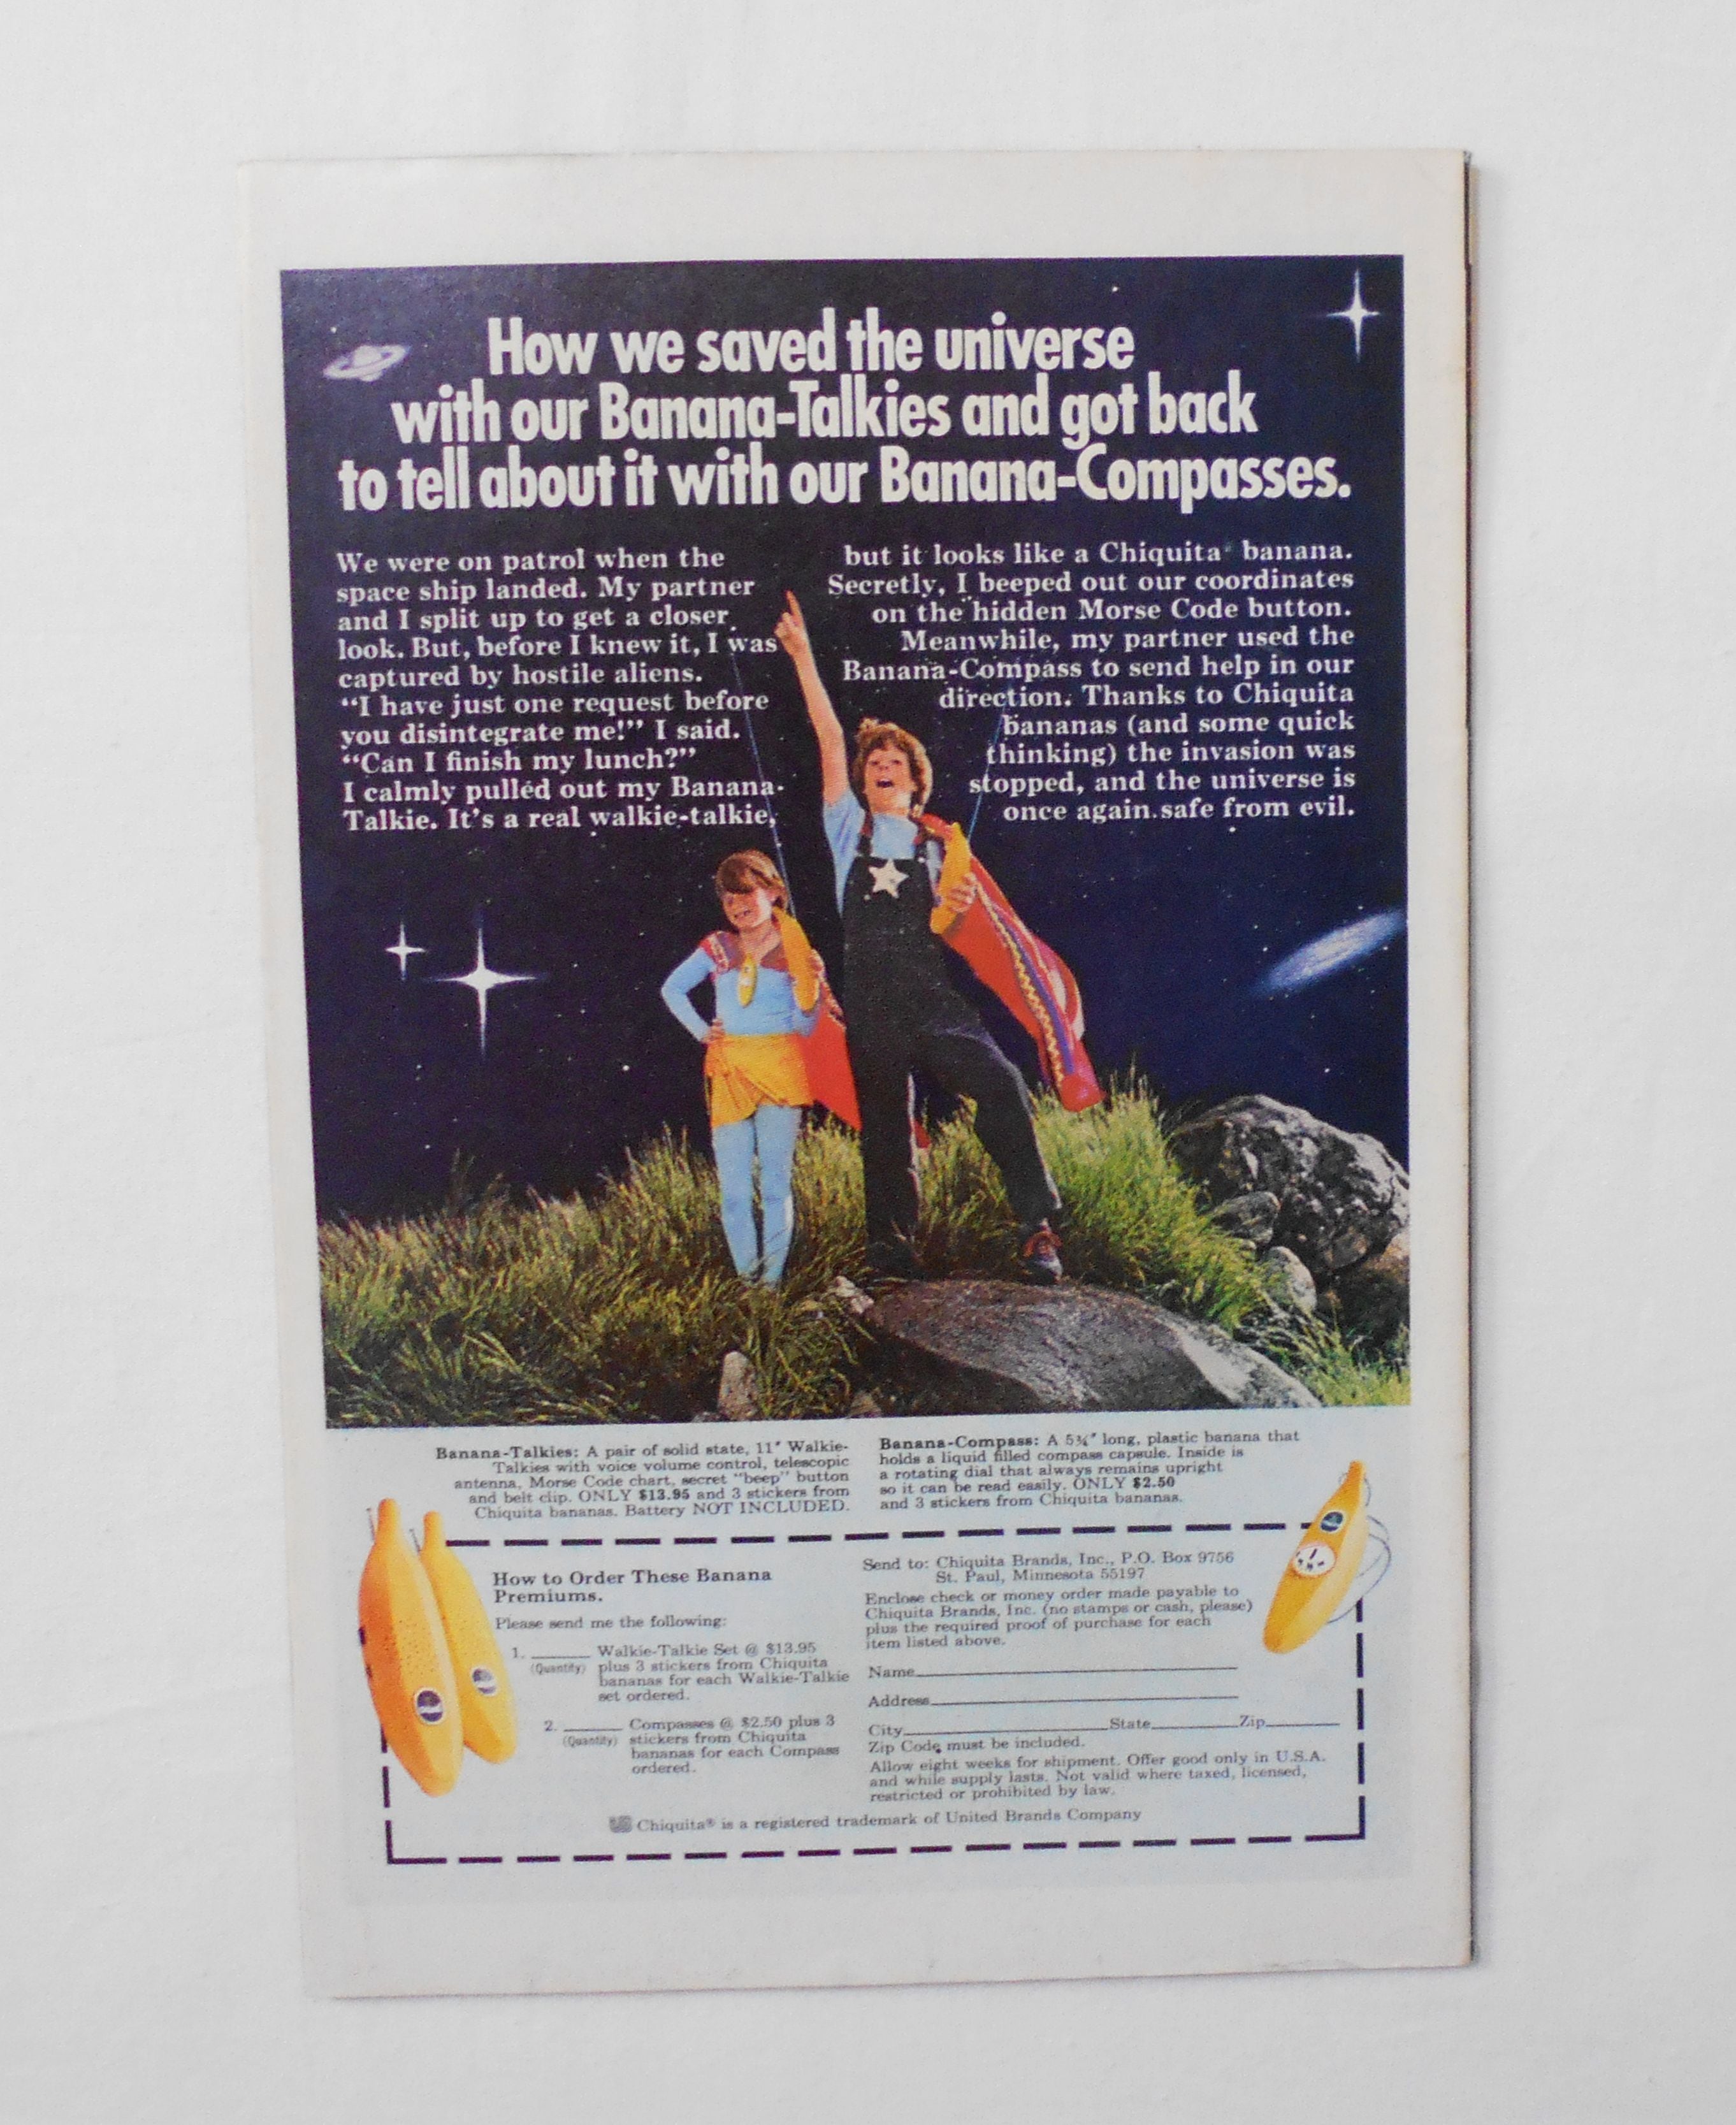 How we saved the universe
with our Banana-Talkies and got back
to tell about it with our Banana-Compasses.
We were on patrol when the
space ship landed. My partner
and I split up to get a closer
look. But, before I knew it, I was
captured by hostile aliens.
“I have just one request before
you disintegrate me!” I said.
“Can I finish my lunch?”
I calmly pulled out my Banana-
Talkie. It's a real walkie-talkie,
but it looks like a Chiquita® banana.
Secretly, I beeped out our coordinates
on the hidden Morse Code button.
Meanwhile, my partner used the
Banana-Compass to send help in our
direction. Thanks to Chiquita
bananas (and some quick
thinking) the invasion was
stopped, and the universe is
once again safe from evil.
Banana-Talkies: A pair of solid state, 11″ Walkie-
Talkies with voice volume control, telescopic
antenna, Morse Code chart, secret “beep” button
and belt clip. ONLY $13.95 and 3 stickers from
Chiquita bananas. Battery NOT INCLUDED.
Banana-Compass: A 5¾″ long, plastic banana that
holds a liquid filled compass capsule. Inside is
a rotating dial that always remains upright
so it can be read easily. ONLY $2.50
and 3 stickers from Chiquita bananas.
How to Order These Banana
Premiums.
Please send me the following:
1. ______ Walkie-Talkie Set @ $13.95
(Quantity) plus 3 stickers from Chiquita
bananas for each Walkie-Talkie
set ordered.
2. ______ Compasses @ $2.50 plus 3
(Quantity) stickers from Chiquita
bananas for each Compass
ordered.
Send to: Chiquita Brands, Inc., P.O. Box 9756
St. Paul, Minnesota 55197
Enclose check or money order made payable to
Chiquita Brands, Inc. (no stamps or cash, please)
plus the required proof of purchase for each
item listed above.
Name
Address
City State Zip
Zip Code must be included.
Allow eight weeks for shipment. Offer good only in U.S.A.
and while supply lasts. Not valid where taxed, licensed,
restricted or prohibited by law.
Chiquita® is a registered trademark of United Brands Company